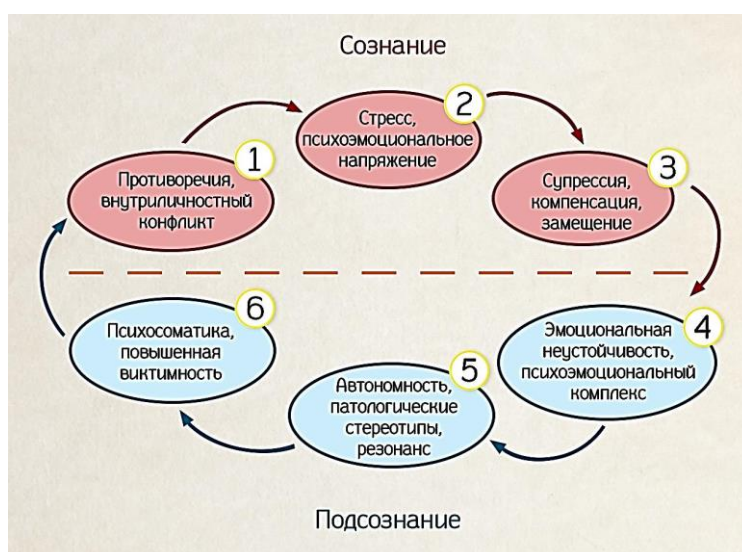 Сознание
1
Противоречия,
внутриличностный
конфликт
2
Стресс,
психоэмоциональное
напряжение
3
Супрессия,
компенсация,
замещение
4
Эмоциональная
неустойчивость,
психоэмоциональный
комплекс
5
Автономность,
патологические
стереотипы,
резонанс
6
Психосоматика,
повышенная
виктимность
Подсознание